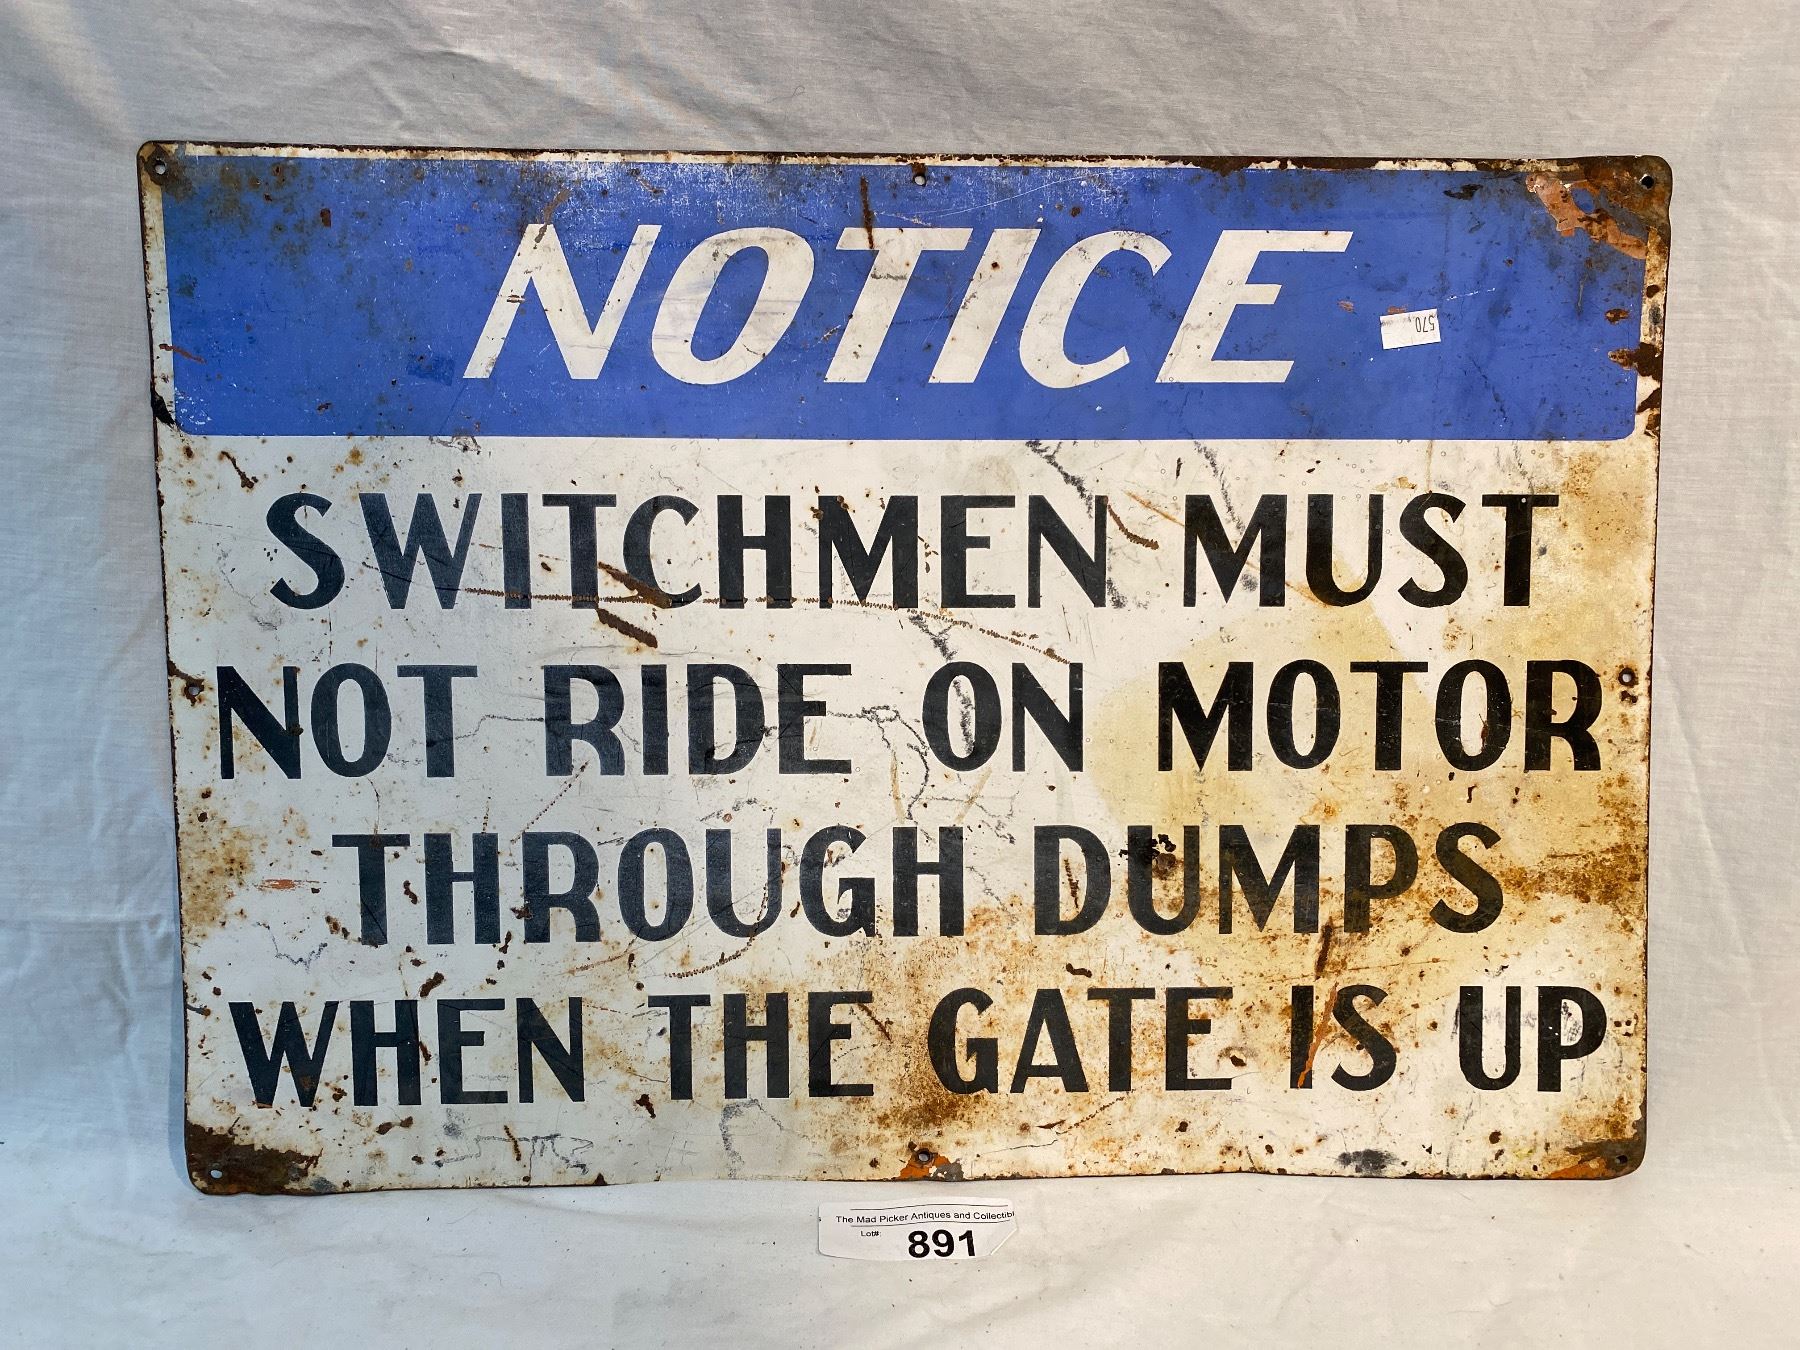 NOTICE
570
SWITCHMEN MUST
NOT RIDE ON MOTOR
THROUGH DUMPS
WHEN THE GATE IS UP
The Mad Picker Antiques and Collectibl
Lot#: 891